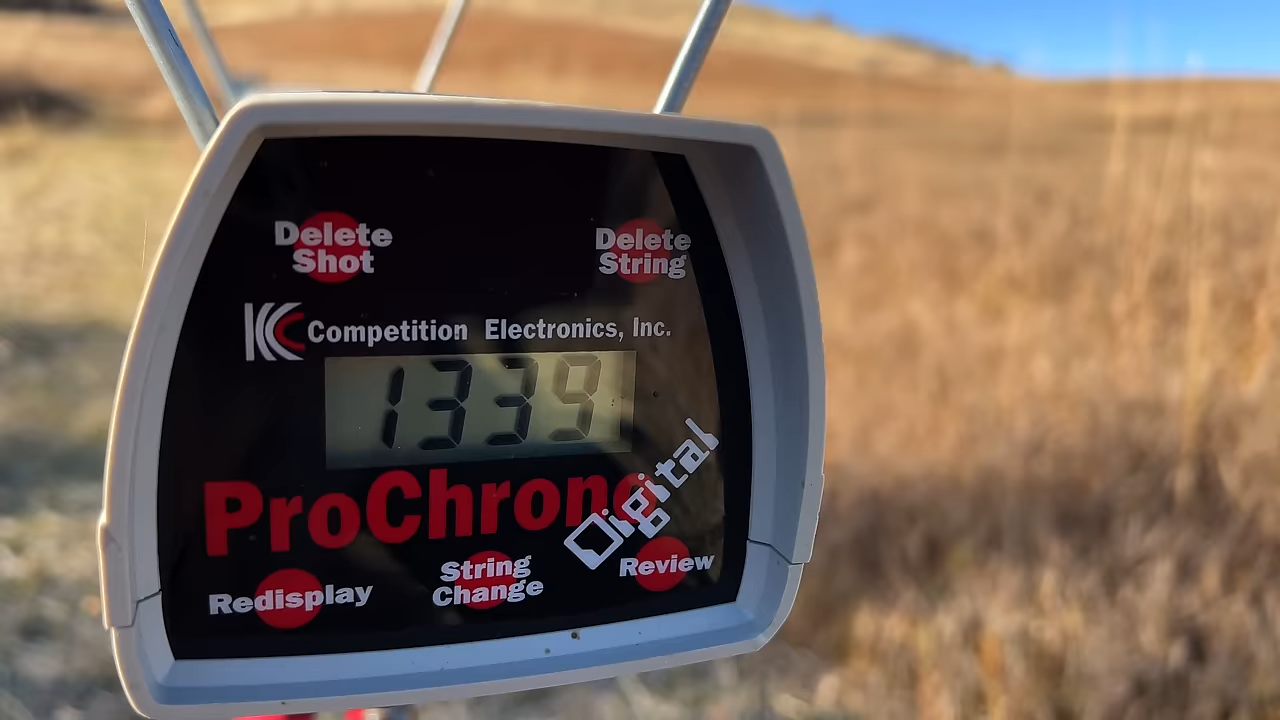 Delete
Shot
Delete
String
Competition Electronics, Inc.
1339
ProChrono
Digital
Redisplay
String
Change
Review